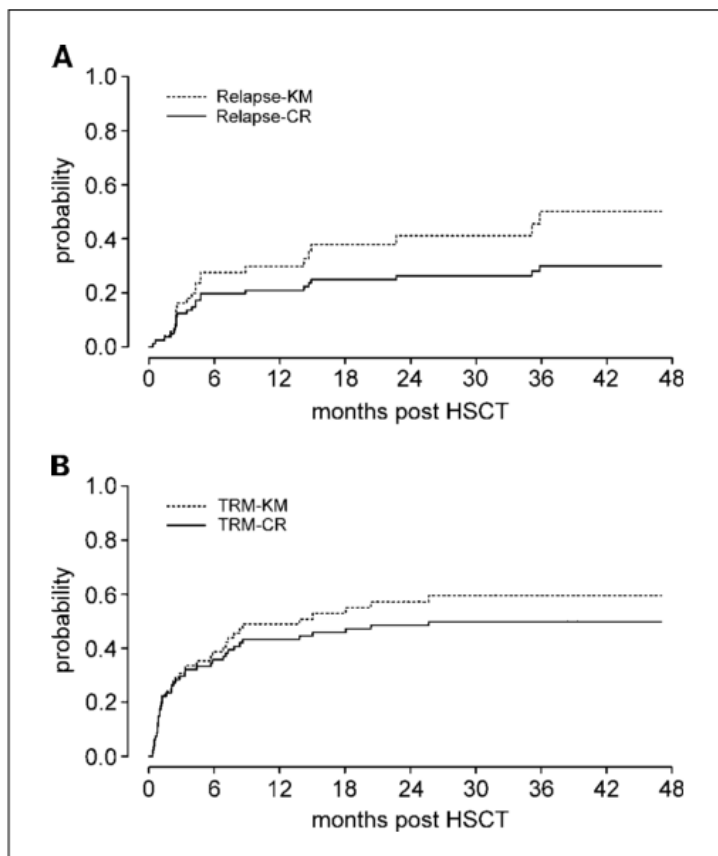 A
1.0
Relapse-KM
Relapse-CR
0.8
0.6
0.4
0.2
0.0
probability
0 6 12 18 24 30 36 42 48
months post HSCT
B
1.0
TRM-KM
TRM-CR
0.8
0.6
0.4
0.2
0.0
probability
0 6 12 18 24 30 36 42 48
months post HSCT